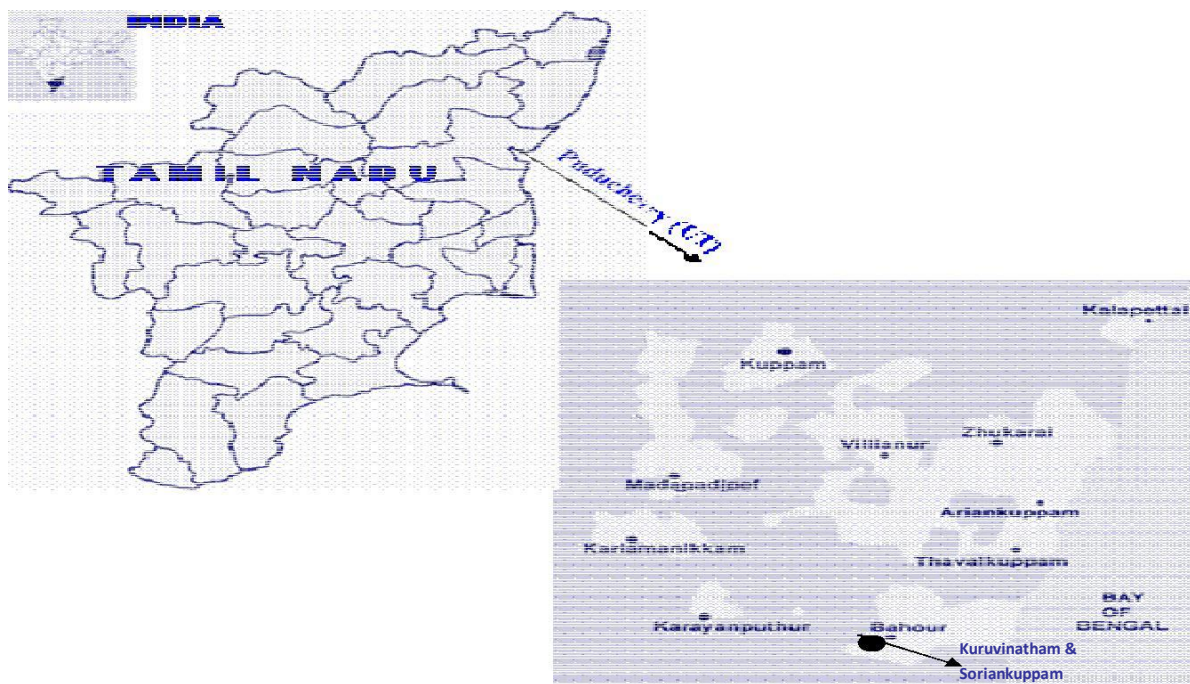 INDIA
TAMIL NADU
Puducherry (UT)
Kalapettai
Kuppam
Zhukarai
Villianur
Madapadipet
Ariankuppam
Kariamanikkam
Thavalkuppam
BAY
OF
BENGAL
Karayanputhur
Bahour
Kuruvinatham &
Soriankuppam